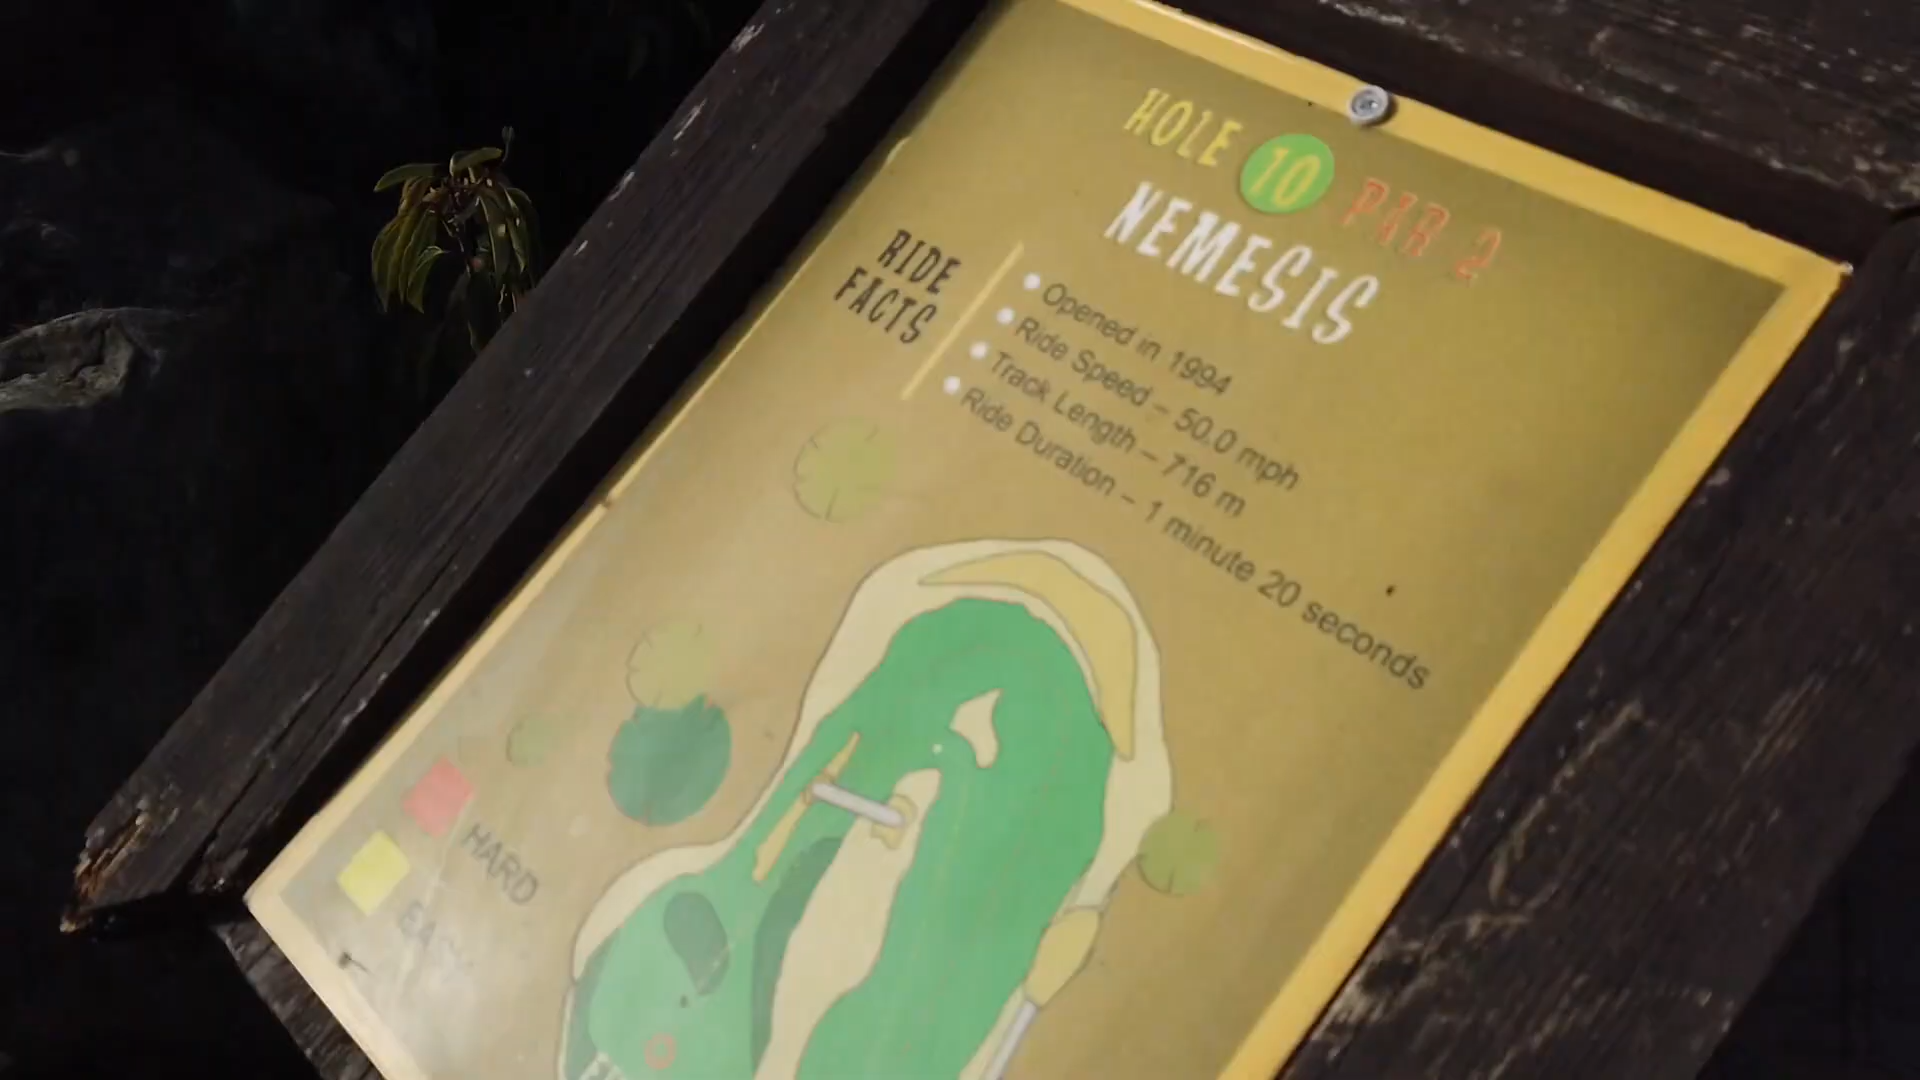 HOLE 10 PAR 2
NEMESIS
RIDE
FACTS
Opened in 1994
Ride Speed – 50.0 mph
Track Length – 716 m
Ride Duration – 1 minute 20 seconds
HARD
EASY